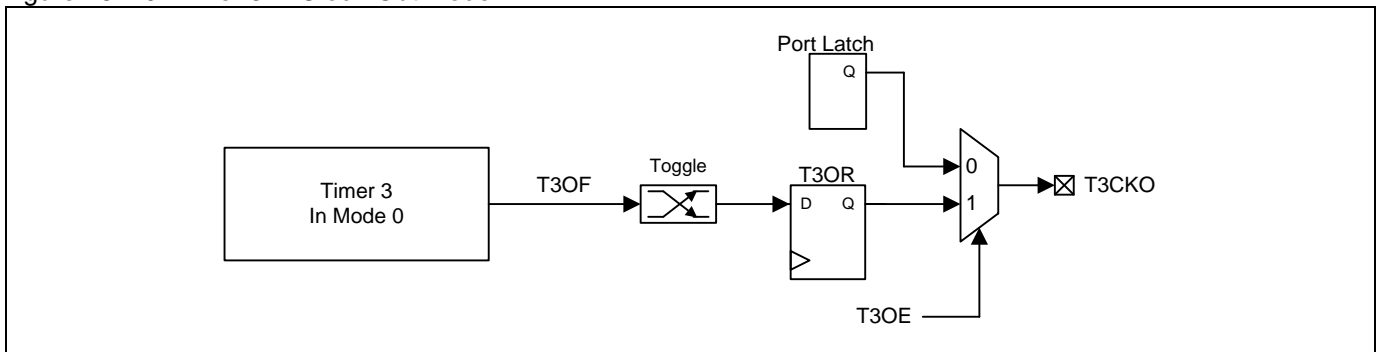 Port Latch
Q
Timer 3
In Mode 0
T3OF
Toggle
T3OR
D Q
0
1
T3CKO
T3OE